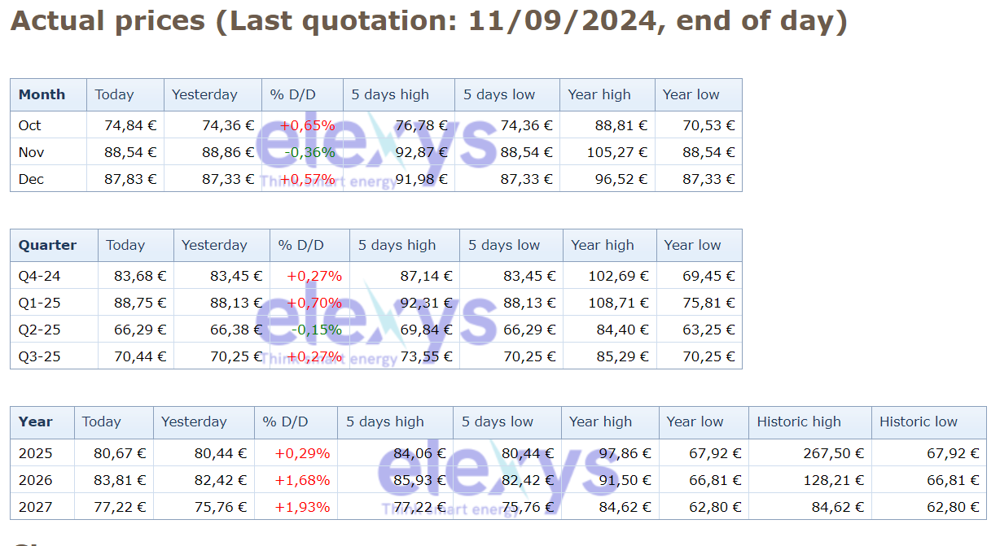 Actual prices (Last quotation: 11/09/2024, end of day)
Month Today Yesterday % D/D 5 days high 5 days low Year high Year low
Oct 74,84 € 74,36 € +0,65% 76,78 € 74,36 € 88,81 € 70,53 €
Nov 88,54 € 88,86 € -0,36% 92,87 € 88,54 € 105,27 € 88,54 €
Dec 87,83 € 87,33 € +0,57% 91,98 € 87,33 € 96,52 € 87,33 €
elexys
Think smart energy
Quarter Today Yesterday % D/D 5 days high 5 days low Year high Year low
Q4-24 83,68 € 83,45 € +0,27% 87,14 € 83,45 € 102,69 € 69,45 €
Q1-25 88,75 € 88,13 € +0,70% 92,31 € 88,13 € 108,71 € 75,81 €
Q2-25 66,29 € 66,38 € -0,15% 69,84 € 66,29 € 84,40 € 63,25 €
Q3-25 70,44 € 70,25 € +0,27% 73,55 € 70,25 € 85,29 € 70,25 €
elexys
Think smart energy
Year Today Yesterday % D/D 5 days high 5 days low Year high Year low Historic high Historic low
2025 80,67 € 80,44 € +0,29% 84,06 € 80,44 € 97,86 € 67,92 € 267,50 € 67,92 €
2026 83,81 € 82,42 € +1,68% 85,93 € 82,42 € 91,50 € 66,81 € 128,21 € 66,81 €
2027 77,22 € 75,76 € +1,93% 77,22 € 75,76 € 84,62 € 62,80 € 84,62 € 62,80 €
elexys
Think smart energy